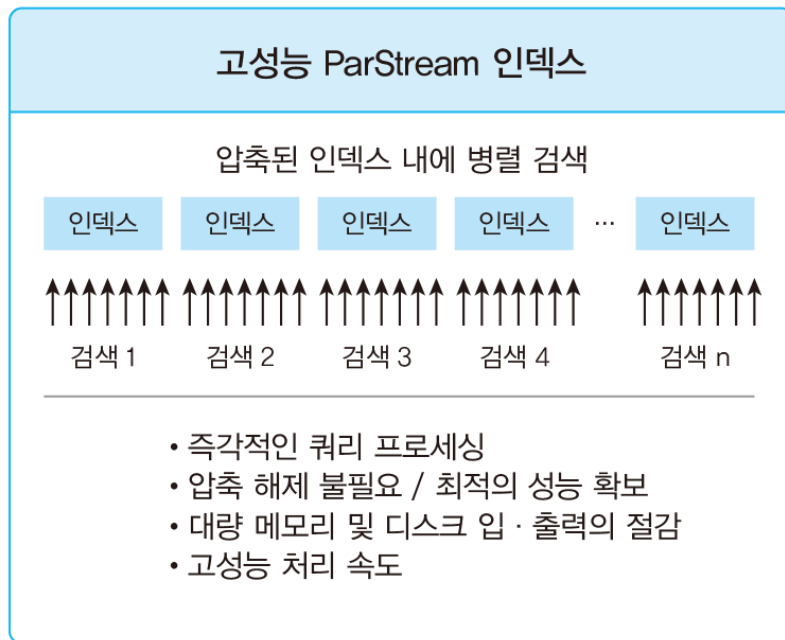 고성능 ParStream 인덱스
압축된 인덱스 내에 병렬 검색
인덱스 인덱스 인덱스 인덱스 … 인덱스
검색 1 검색 2 검색 3 검색 4 검색 n
• 즉각적인 쿼리 프로세싱
• 압축 해제 불필요 / 최적의 성능 확보
• 대량 메모리 및 디스크 입 · 출력의 절감
• 고성능 처리 속도